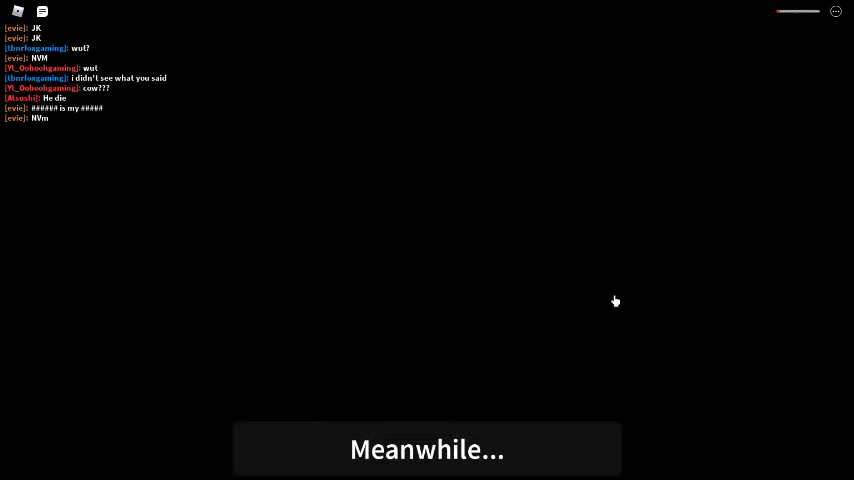 [evie]: JK
[evie]: JK
[tbnrfoxgaming]: wut?
[evie]: NVM
[Yt_Oohoohgaming]: wut
[tbnrfoxgaming]: i didn't see what you said
[Yt_Oohoohgaming]: cow???
[Atsushi]: He die
[evie]: ###### is my #####
[evie]: NVm
Meanwhile...